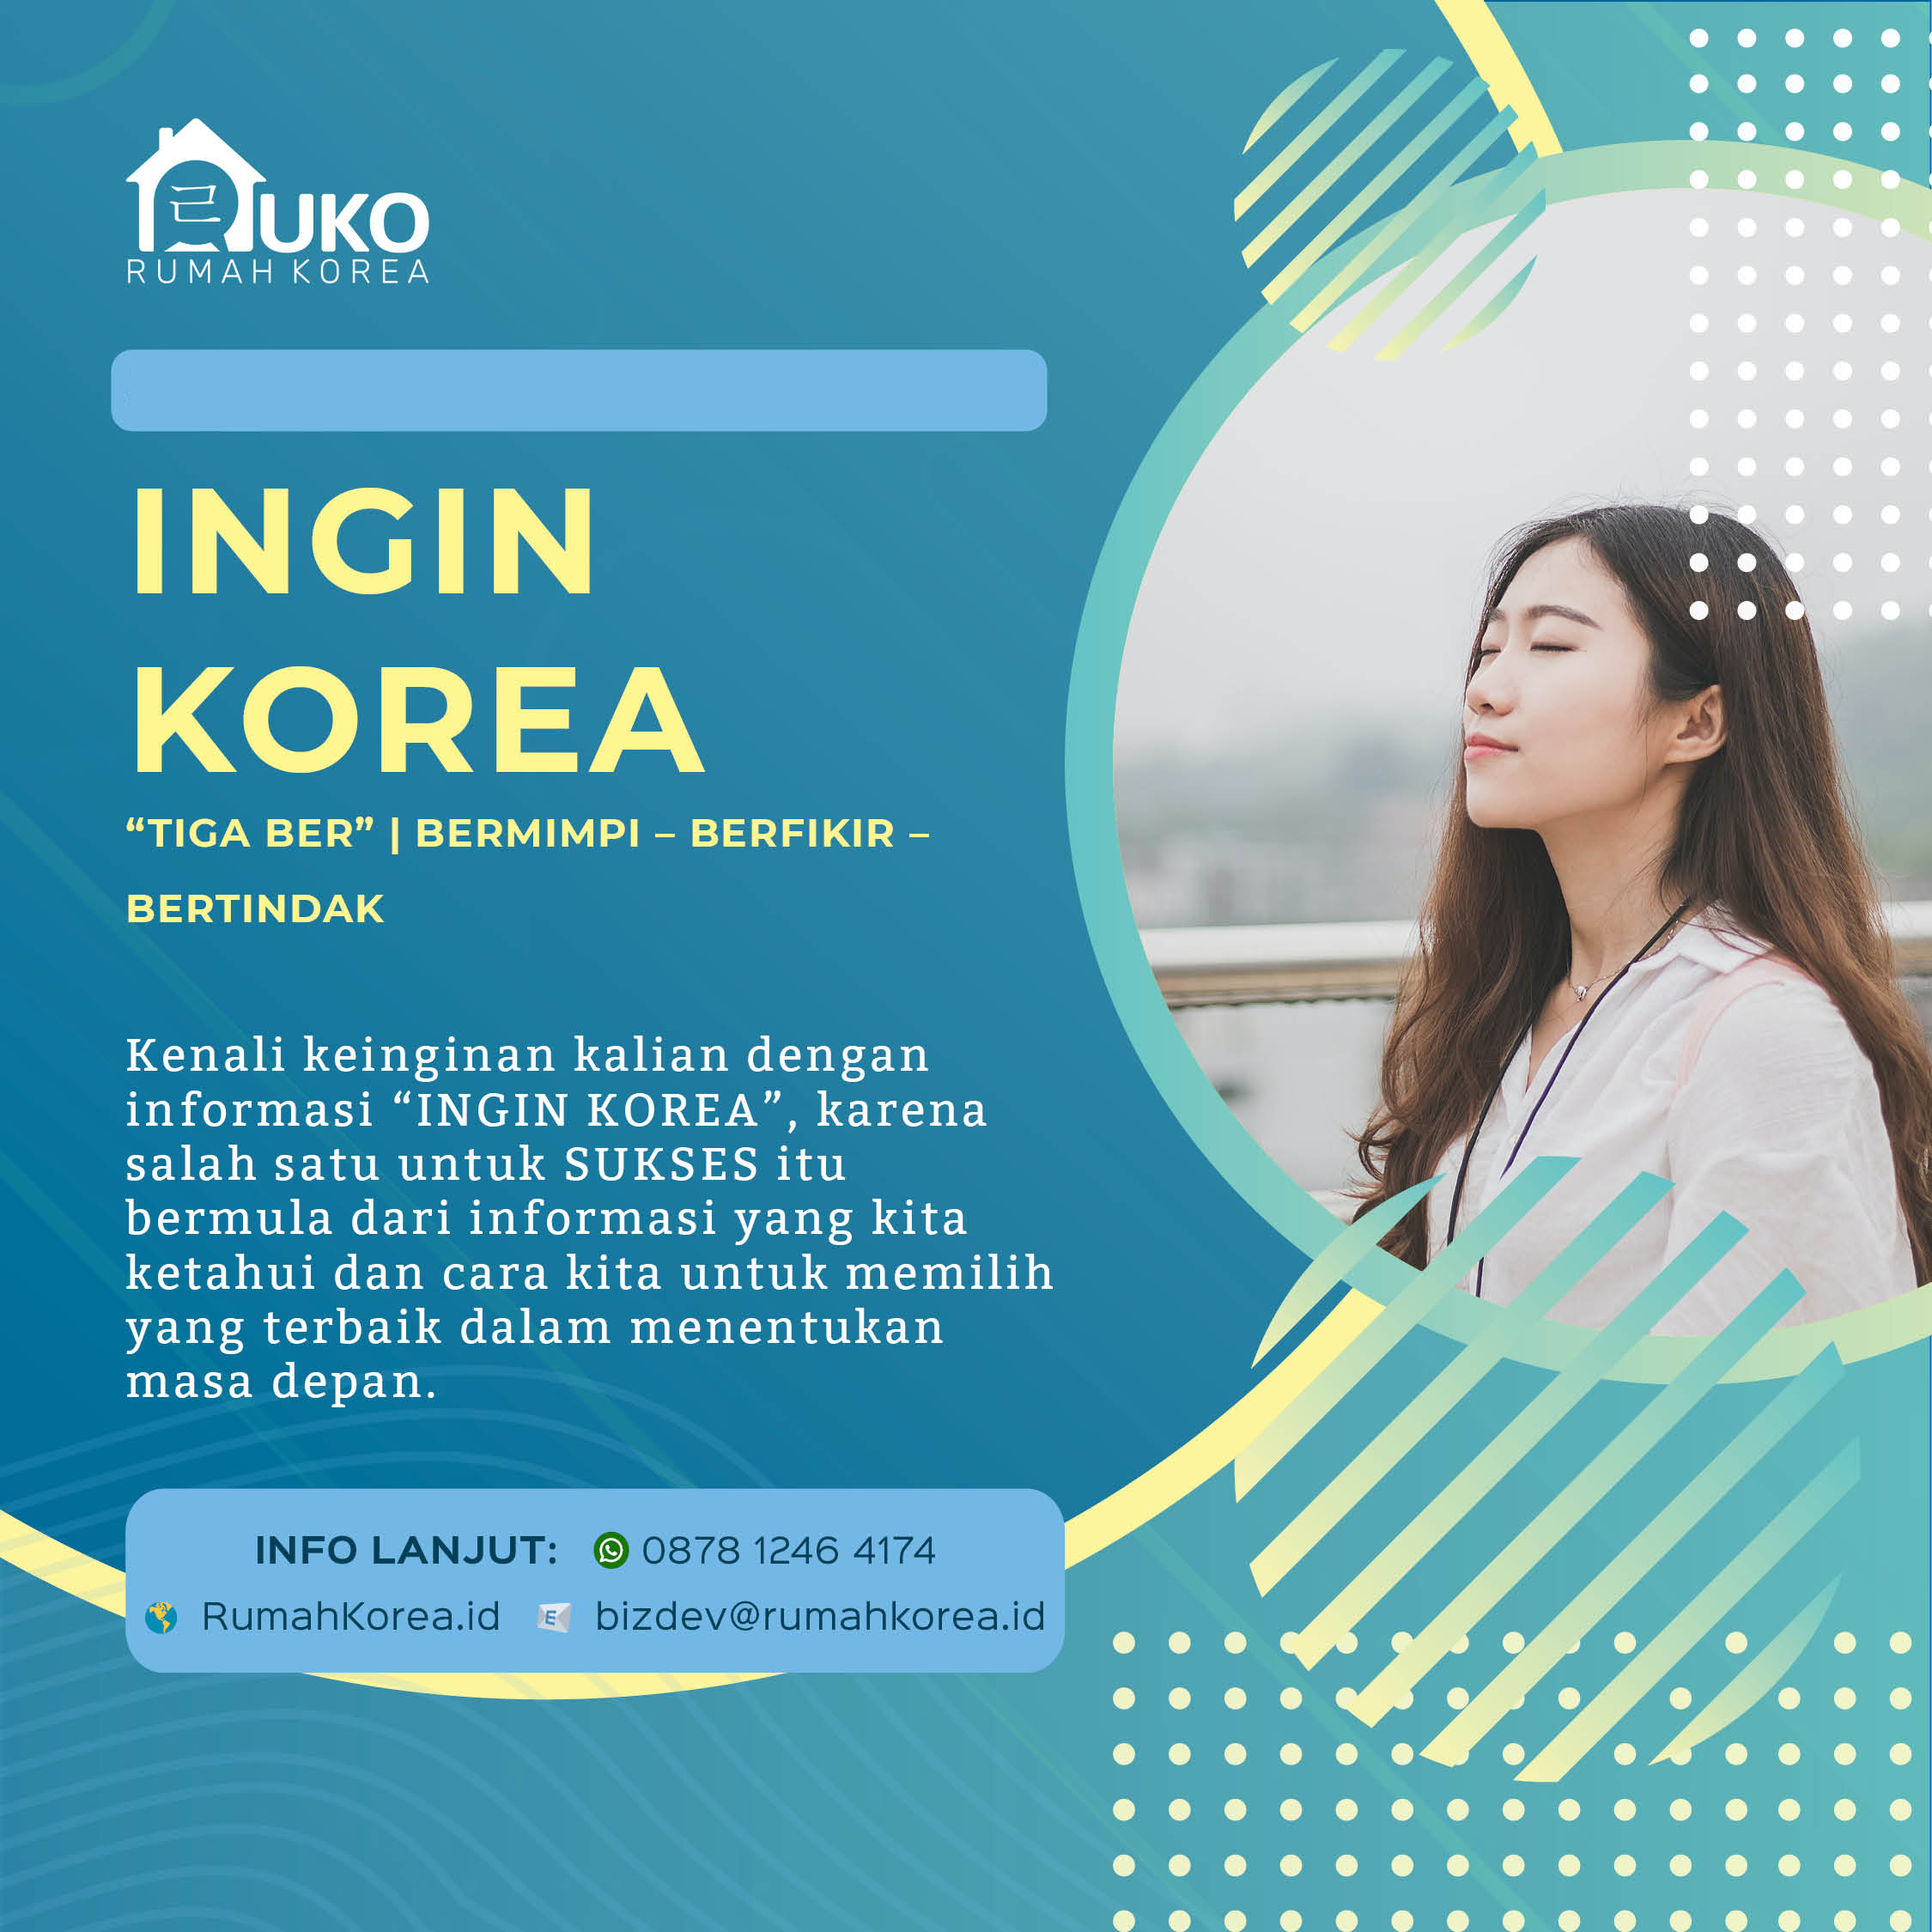 RUKO
RUMAH KOREA
INGIN
KOREA
“TIGA BER” | BERMIMPI – BERFIKIR –
BERTINDAK
Kenali keinginan kalian dengan
informasi “INGIN KOREA”, karena
salah satu untuk SUKSES itu
bermula dari informasi yang kita
ketahui dan cara kita untuk memilih
yang terbaik dalam menentukan
masa depan.
INFO LANJUT: 0878 1246 4174
RumahKorea.id E bizdev@rumahkorea.id